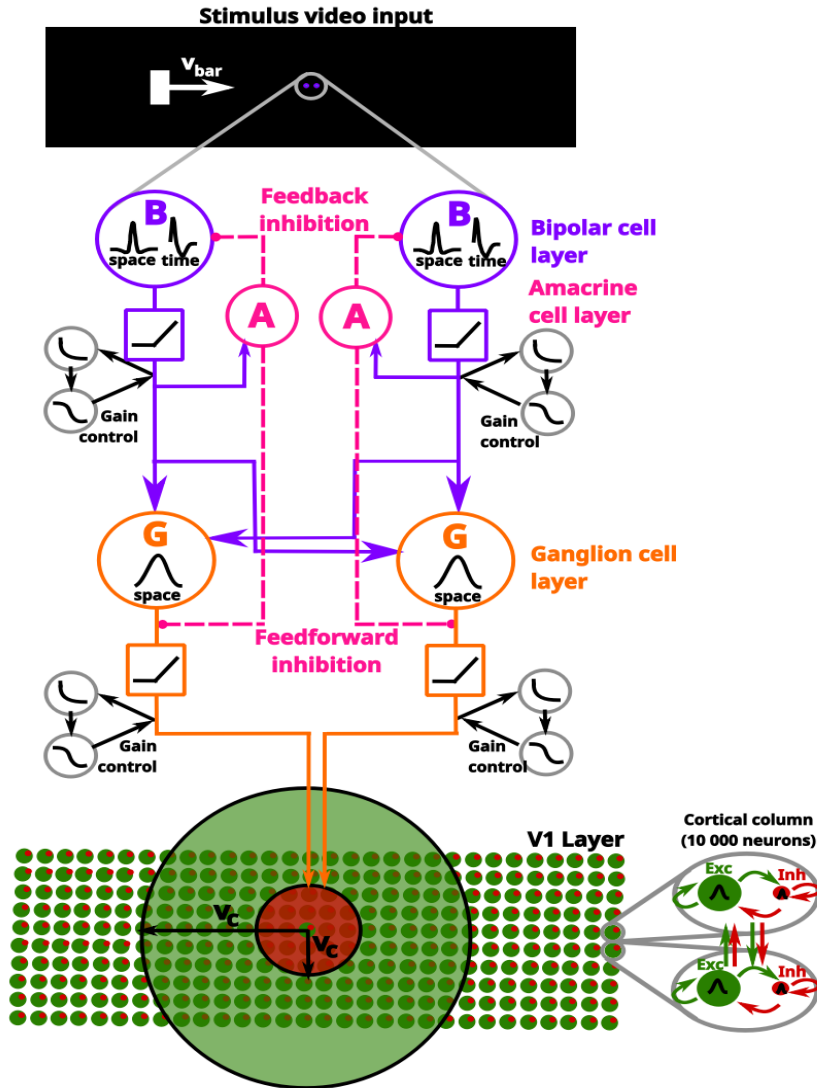 Stimulus video input
v_bar
Feedback
inhibition
B
space time
B
space time
Bipolar cell
layer
A
A
Amacrine
cell layer
Gain
control
Gain
control
G
space
G
space
Ganglion cell
layer
Feedforward
inhibition
Gain
control
Gain
control
V1 Layer
Cortical column
(10 000 neurons)
Exc
Inh
v_c
v_c
Exc
Inh